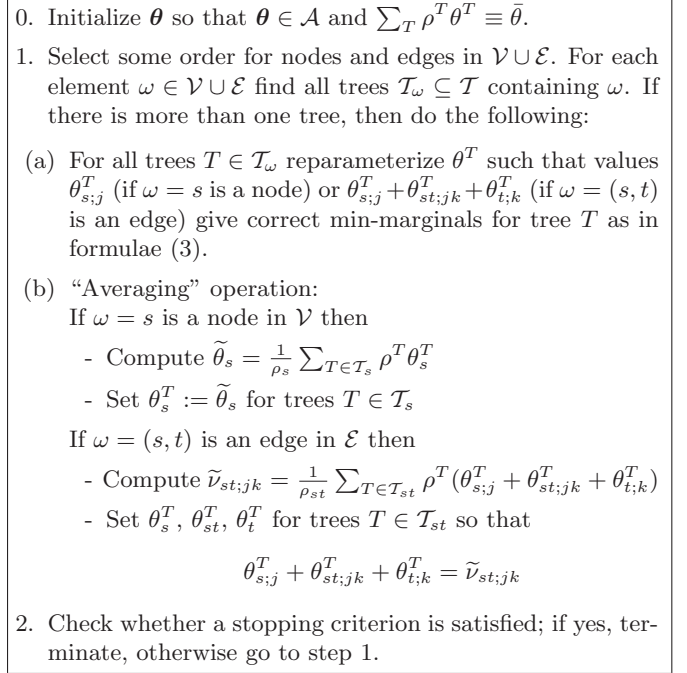 0. Initialize θ so that θ ∈ 𝒜 and ∑_T ρ^T θ^T ≡ θ̄.
1. Select some order for nodes and edges in 𝒱 ∪ ℰ. For each
element ω ∈ 𝒱 ∪ ℰ find all trees 𝒯_ω ⊆ 𝒯 containing ω. If
there is more than one tree, then do the following:
(a) For all trees T ∈ 𝒯_ω reparameterize θ^T such that values
θ^T_{s;j} (if ω = s is a node) or θ^T_{s;j} + θ^T_{st;jk} + θ^T_{t;k} (if ω = (s, t)
is an edge) give correct min-marginals for tree T as in
formulae (3).
(b) “Averaging” operation:
If ω = s is a node in 𝒱 then
- Compute θ̃_s = 1/ρ_s ∑_{T∈𝒯_s} ρ^T θ^T_s
- Set θ^T_s := θ̃_s for trees T ∈ 𝒯_s
If ω = (s, t) is an edge in ℰ then
- Compute ν̃_{st;jk} = 1/ρ_{st} ∑_{T∈𝒯_{st}} ρ^T (θ^T_{s;j} + θ^T_{st;jk} + θ^T_{t;k})
- Set θ^T_s, θ^T_{st}, θ^T_t for trees T ∈ 𝒯_{st} so that
θ^T_{s;j} + θ^T_{st;jk} + θ^T_{t;k} = ν̃_{st;jk}
2. Check whether a stopping criterion is satisfied; if yes, ter-
minate, otherwise go to step 1.